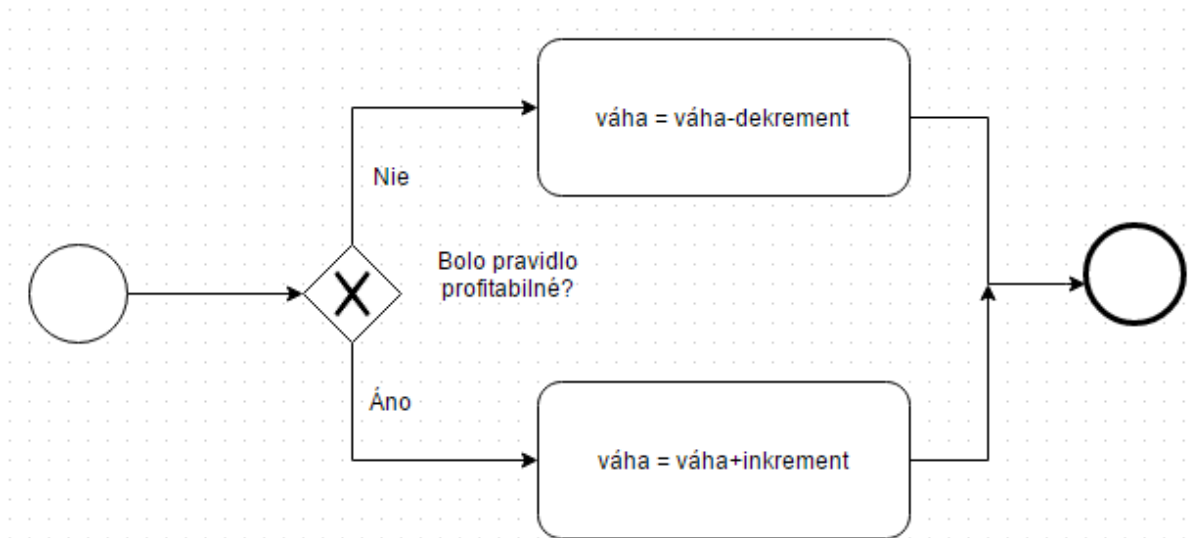 váha = váha-dekrement
Nie
Bolo pravidlo
profitabilné?
Áno
váha = váha+inkrement